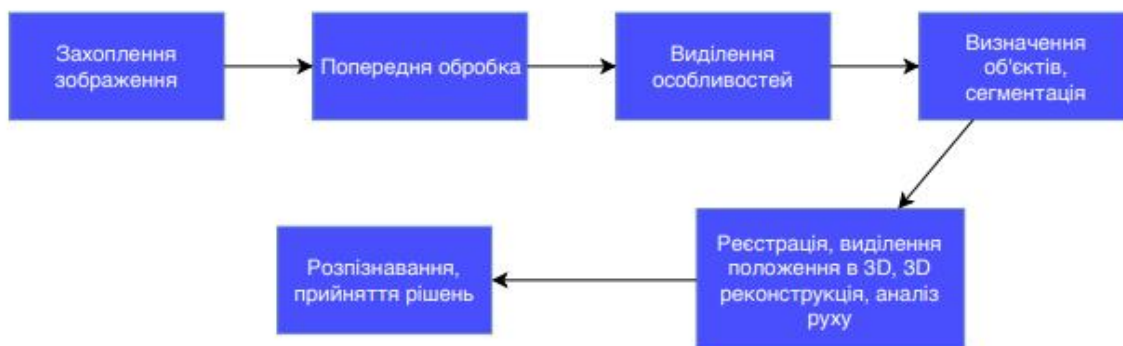 Захоплення
зображення
Попередня обробка
Виділення
особливостей
Визначення
об'єктів,
сегментація
Реєстрація, виділення
положення в 3D, 3D
реконструкція, аналіз
руху
Розпізнавання,
прийняття рішень